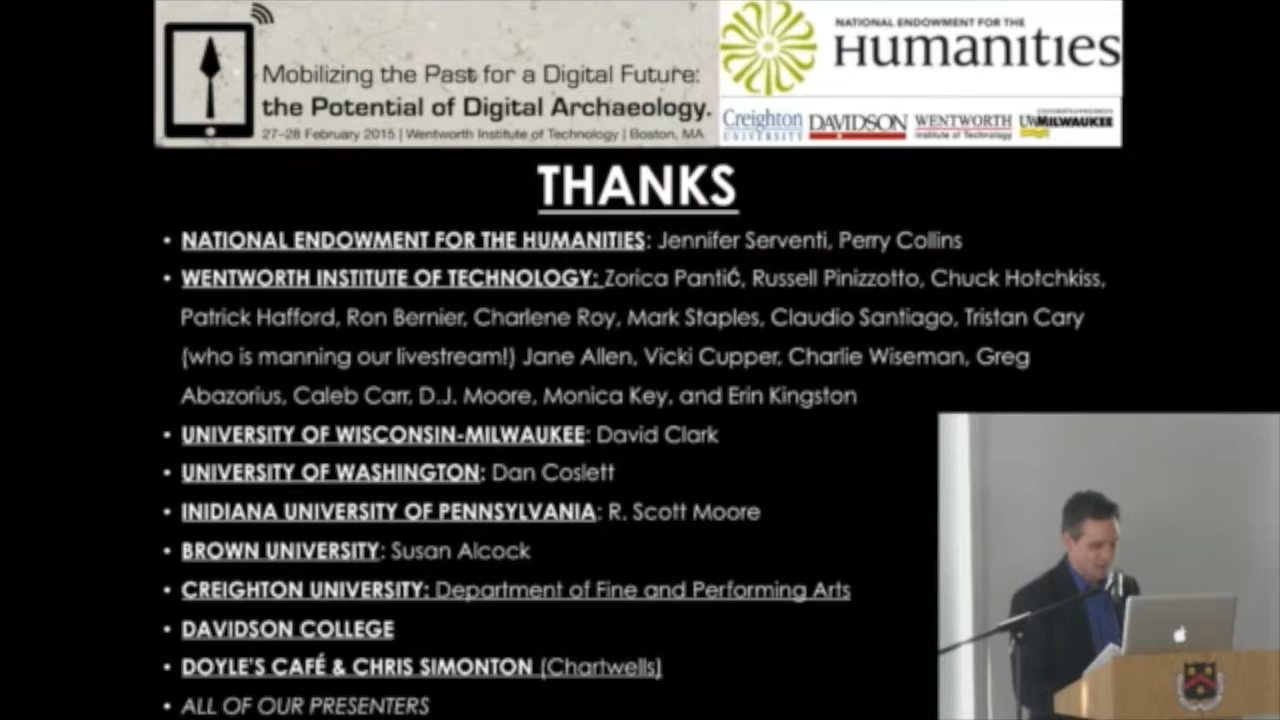 Mobilizing the Past for a Digital Future:
the Potential of Digital Archaeology.
27–28 February 2015 | Wentworth Institute of Technology | Boston, MA
NATIONAL ENDOWMENT FOR THE
Humanities
Creighton
UNIVERSITY
DAVIDSON
WENTWORTH
Institute of Technology
UWMILWAUKEE
THANKS
• NATIONAL ENDOWMENT FOR THE HUMANITIES: Jennifer Serventi, Perry Collins
• WENTWORTH INSTITUTE OF TECHNOLOGY: Zorica Pantić, Russell Pinizzotto, Chuck Hotchkiss,
Patrick Hafford, Ron Bernier, Charlene Roy, Mark Staples, Claudio Santiago, Tristan Cary
(who is manning our livestream!) Jane Allen, Vicki Cupper, Charlie Wiseman, Greg
Abazorius, Caleb Carr, D.J. Moore, Monica Key, and Erin Kingston
• UNIVERSITY OF WISCONSIN-MILWAUKEE: David Clark
• UNIVERSITY OF WASHINGTON: Dan Coslett
• INIDIANA UNIVERSITY OF PENNSYLVANIA: R. Scott Moore
• BROWN UNIVERSITY: Susan Alcock
• CREIGHTON UNIVERSITY: Department of Fine and Performing Arts
• DAVIDSON COLLEGE
• DOYLE'S CAFÉ & CHRIS SIMONTON (Chartwells)
• ALL OF OUR PRESENTERS